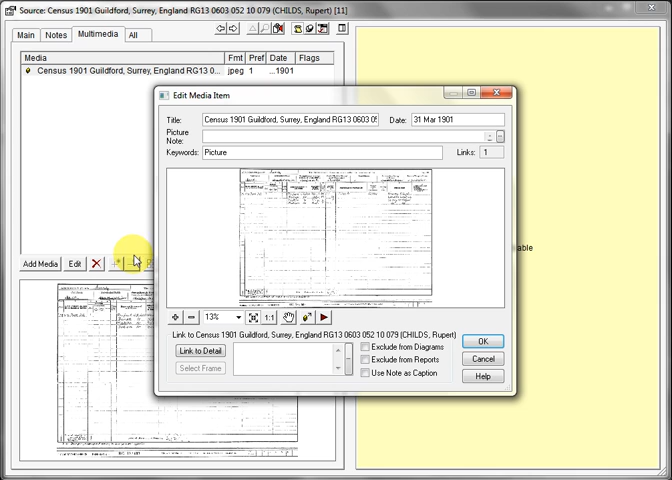 Source: Census 1901 Guildford, Surrey, England RG13 0603 052 10 079 (CHILDS, Rupert) [11]
Main Notes Multimedia All
Media Fmt Pref Date Flags
Census 1901 Guildford, Surrey, England RG13 0... jpeg 1 ...1901
Edit Media Item
Title: Census 1901 Guildford, Surrey, England RG13 0603 05 Date: 31 Mar 1901
Picture
Note:
Keywords: Picture Links: 1
able
Add Media Edit
13% 1:1
Link to Census 1901 Guildford, Surrey, England RG13 0603 052 10 079 (CHILDS, Rupert)
Link to Detail
Select Frame
Exclude from Diagrams
Exclude from Reports
Use Note as Caption
OK
Cancel
Help